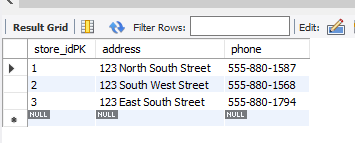 Result Grid Filter Rows: Edit:
store_idPK address phone
1 123 North South Street 555-880-1587
2 123 South West Street 555-880-1568
3 123 East South Street 555-880-1794
NULL NULL NULL